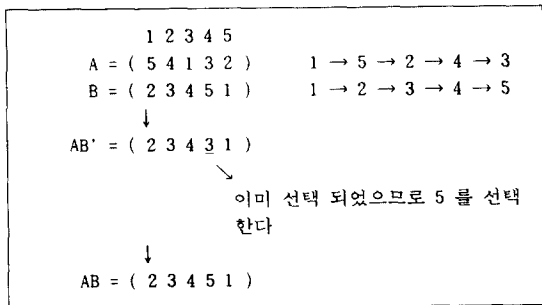 1 2 3 4 5
A = ( 5 4 1 3 2 ) 1 → 5 → 2 → 4 → 3
B = ( 2 3 4 5 1 ) 1 → 2 → 3 → 4 → 5
↓
AB' = ( 2 3 4 3 1 )
↘
이미 선택 되었으므로 5 를 선택
한다
↓
AB = ( 2 3 4 5 1 )